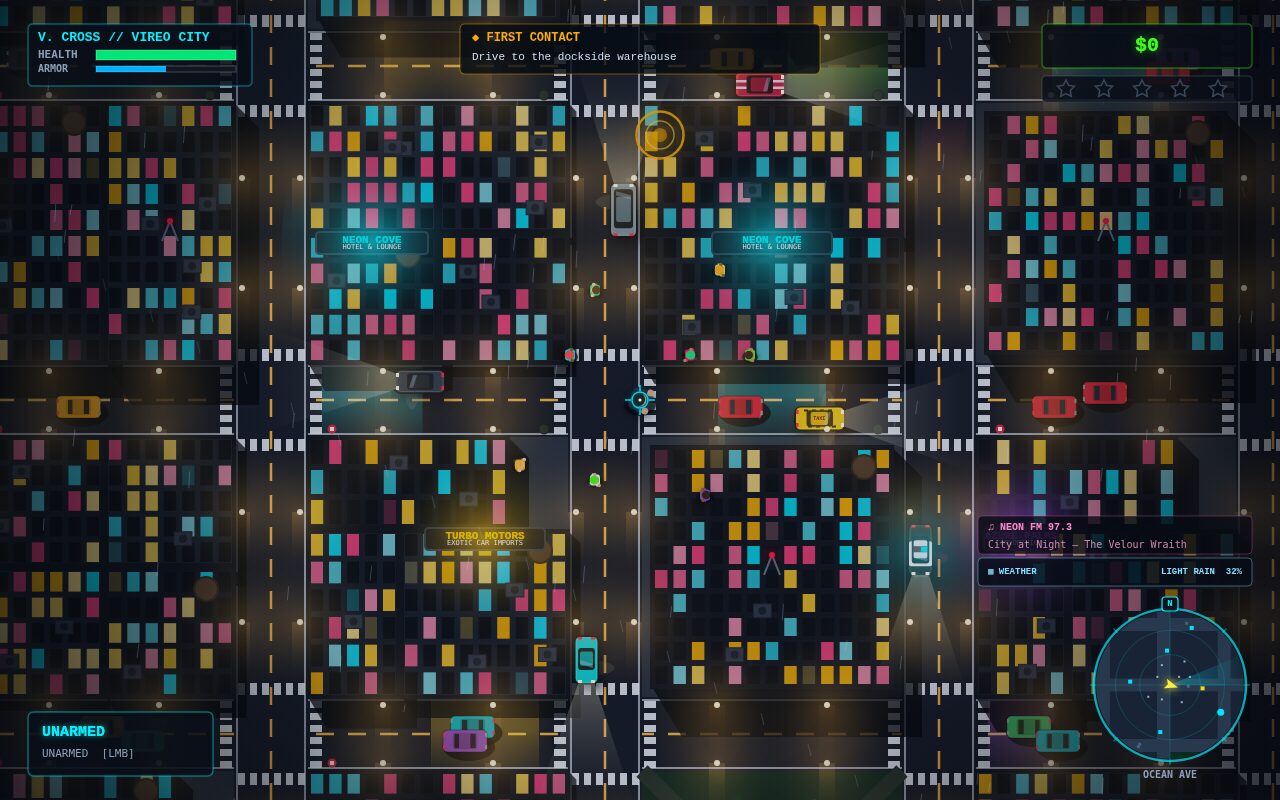 V. CROSS // VIREO CITY
HEALTH
ARMOR
◆ FIRST CONTACT
Drive to the dockside warehouse
$0
NEON COVE
HOTEL & LOUNGE
NEON COVE
HOTEL & LOUNGE
TAXI
TURBO MOTORS
EXOTIC CAR IMPORTS
♫ NEON FM 97.3
City at Night — The Velour Wraith
■ WEATHER LIGHT RAIN 32%
N
OCEAN AVE
UNARMED
UNARMED [LMB]